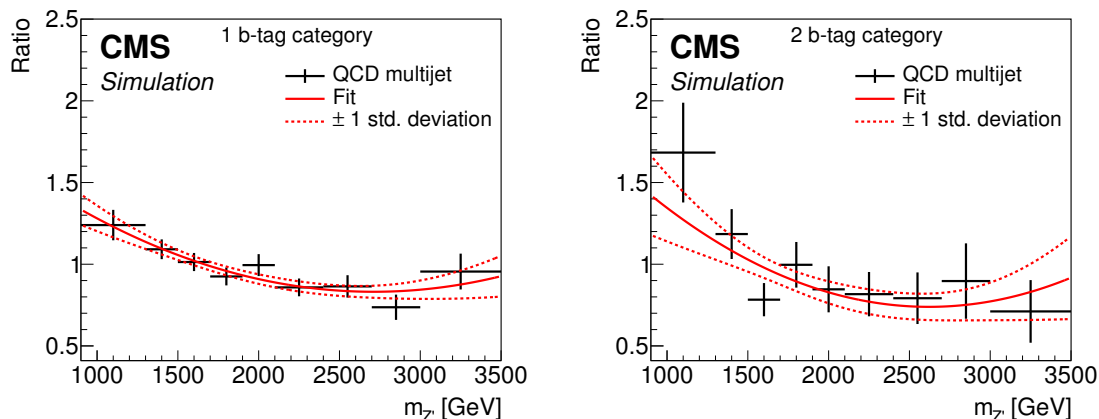 Ratio
2.5
2
1.5
1
0.5
CMS
Simulation
1 b-tag category
QCD multijet
Fit
± 1 std. deviation
1000 1500 2000 2500 3000 3500
m_Z' [GeV]
Ratio
2.5
2
1.5
1
0.5
CMS
Simulation
2 b-tag category
QCD multijet
Fit
± 1 std. deviation
1000 1500 2000 2500 3000 3500
m_Z' [GeV]